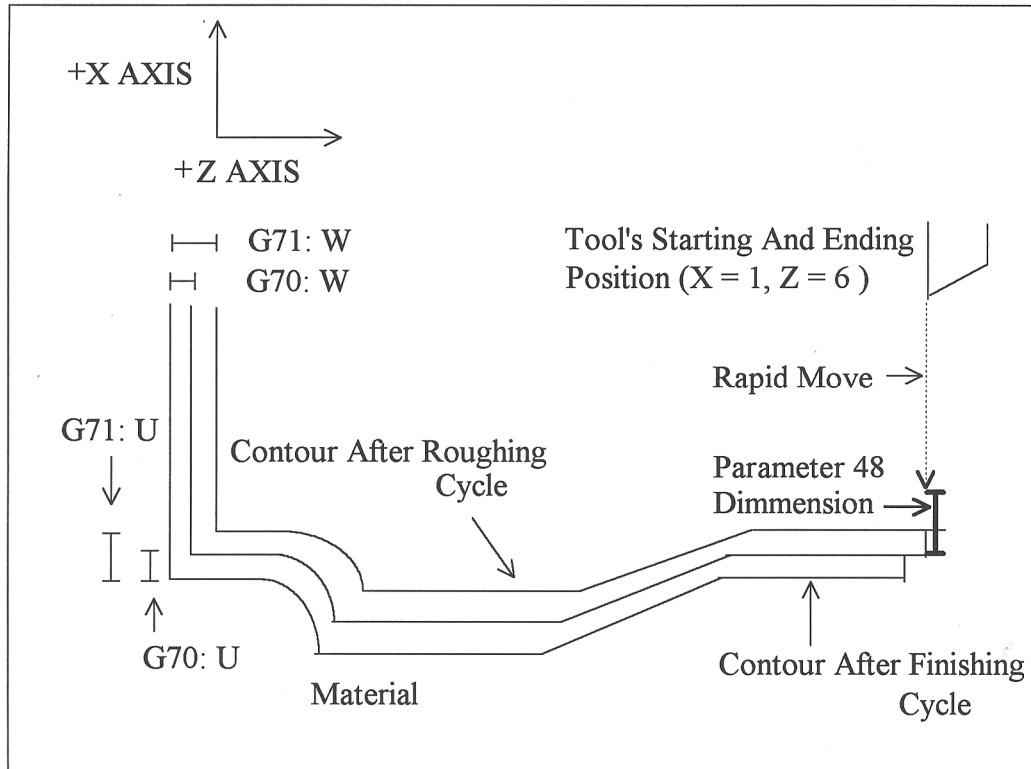 +X AXIS
+Z AXIS
G71: W
G70: W
Tool's Starting And Ending
Position (X = 1, Z = 6 )
Rapid Move
G71: U
Contour After Roughing
Cycle
Parameter 48
Dimmension
G70: U
Material
Contour After Finishing
Cycle